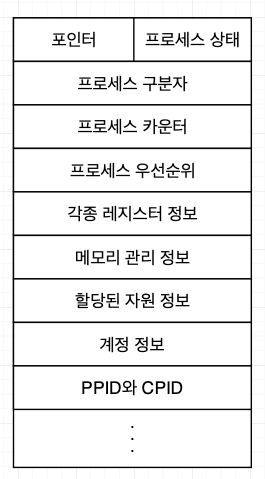 포인터 프로세스 상태
프로세스 구분자
프로세스 카운터
프로세스 우선순위
각종 레지스터 정보
메모리 관리 정보
할당된 자원 정보
계정 정보
PPID와 CPID
.
.
.